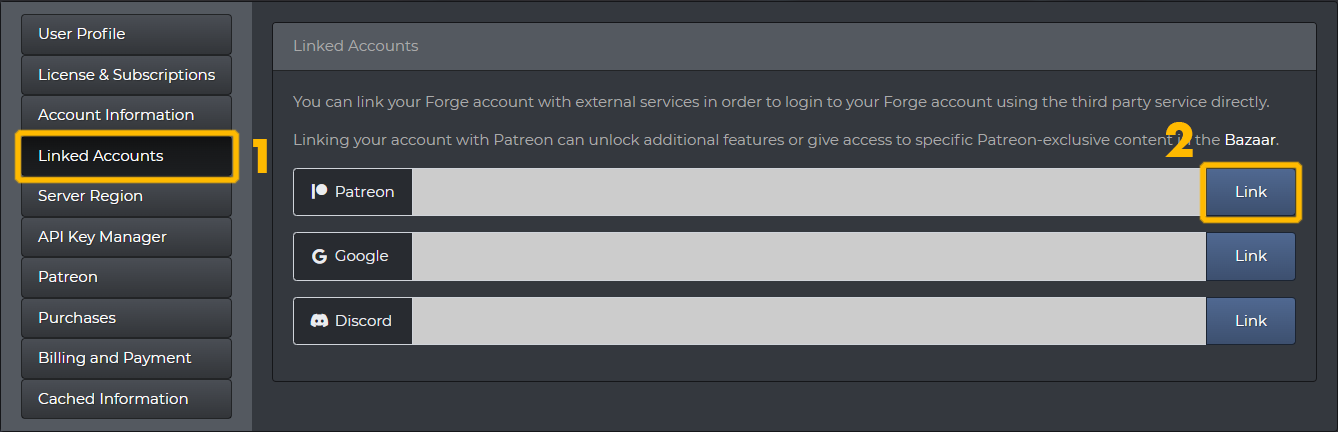 User Profile
License & Subscriptions
Account Information
Linked Accounts
1
Server Region
API Key Manager
Patreon
Purchases
Billing and Payment
Cached Information
Linked Accounts
You can link your Forge account with external services in order to login to your Forge account using the third party service directly.
Linking your account with Patreon can unlock additional features or give access to specific Patreon-exclusive content in the Bazaar.
2
Patreon Link
Google Link
Discord Link